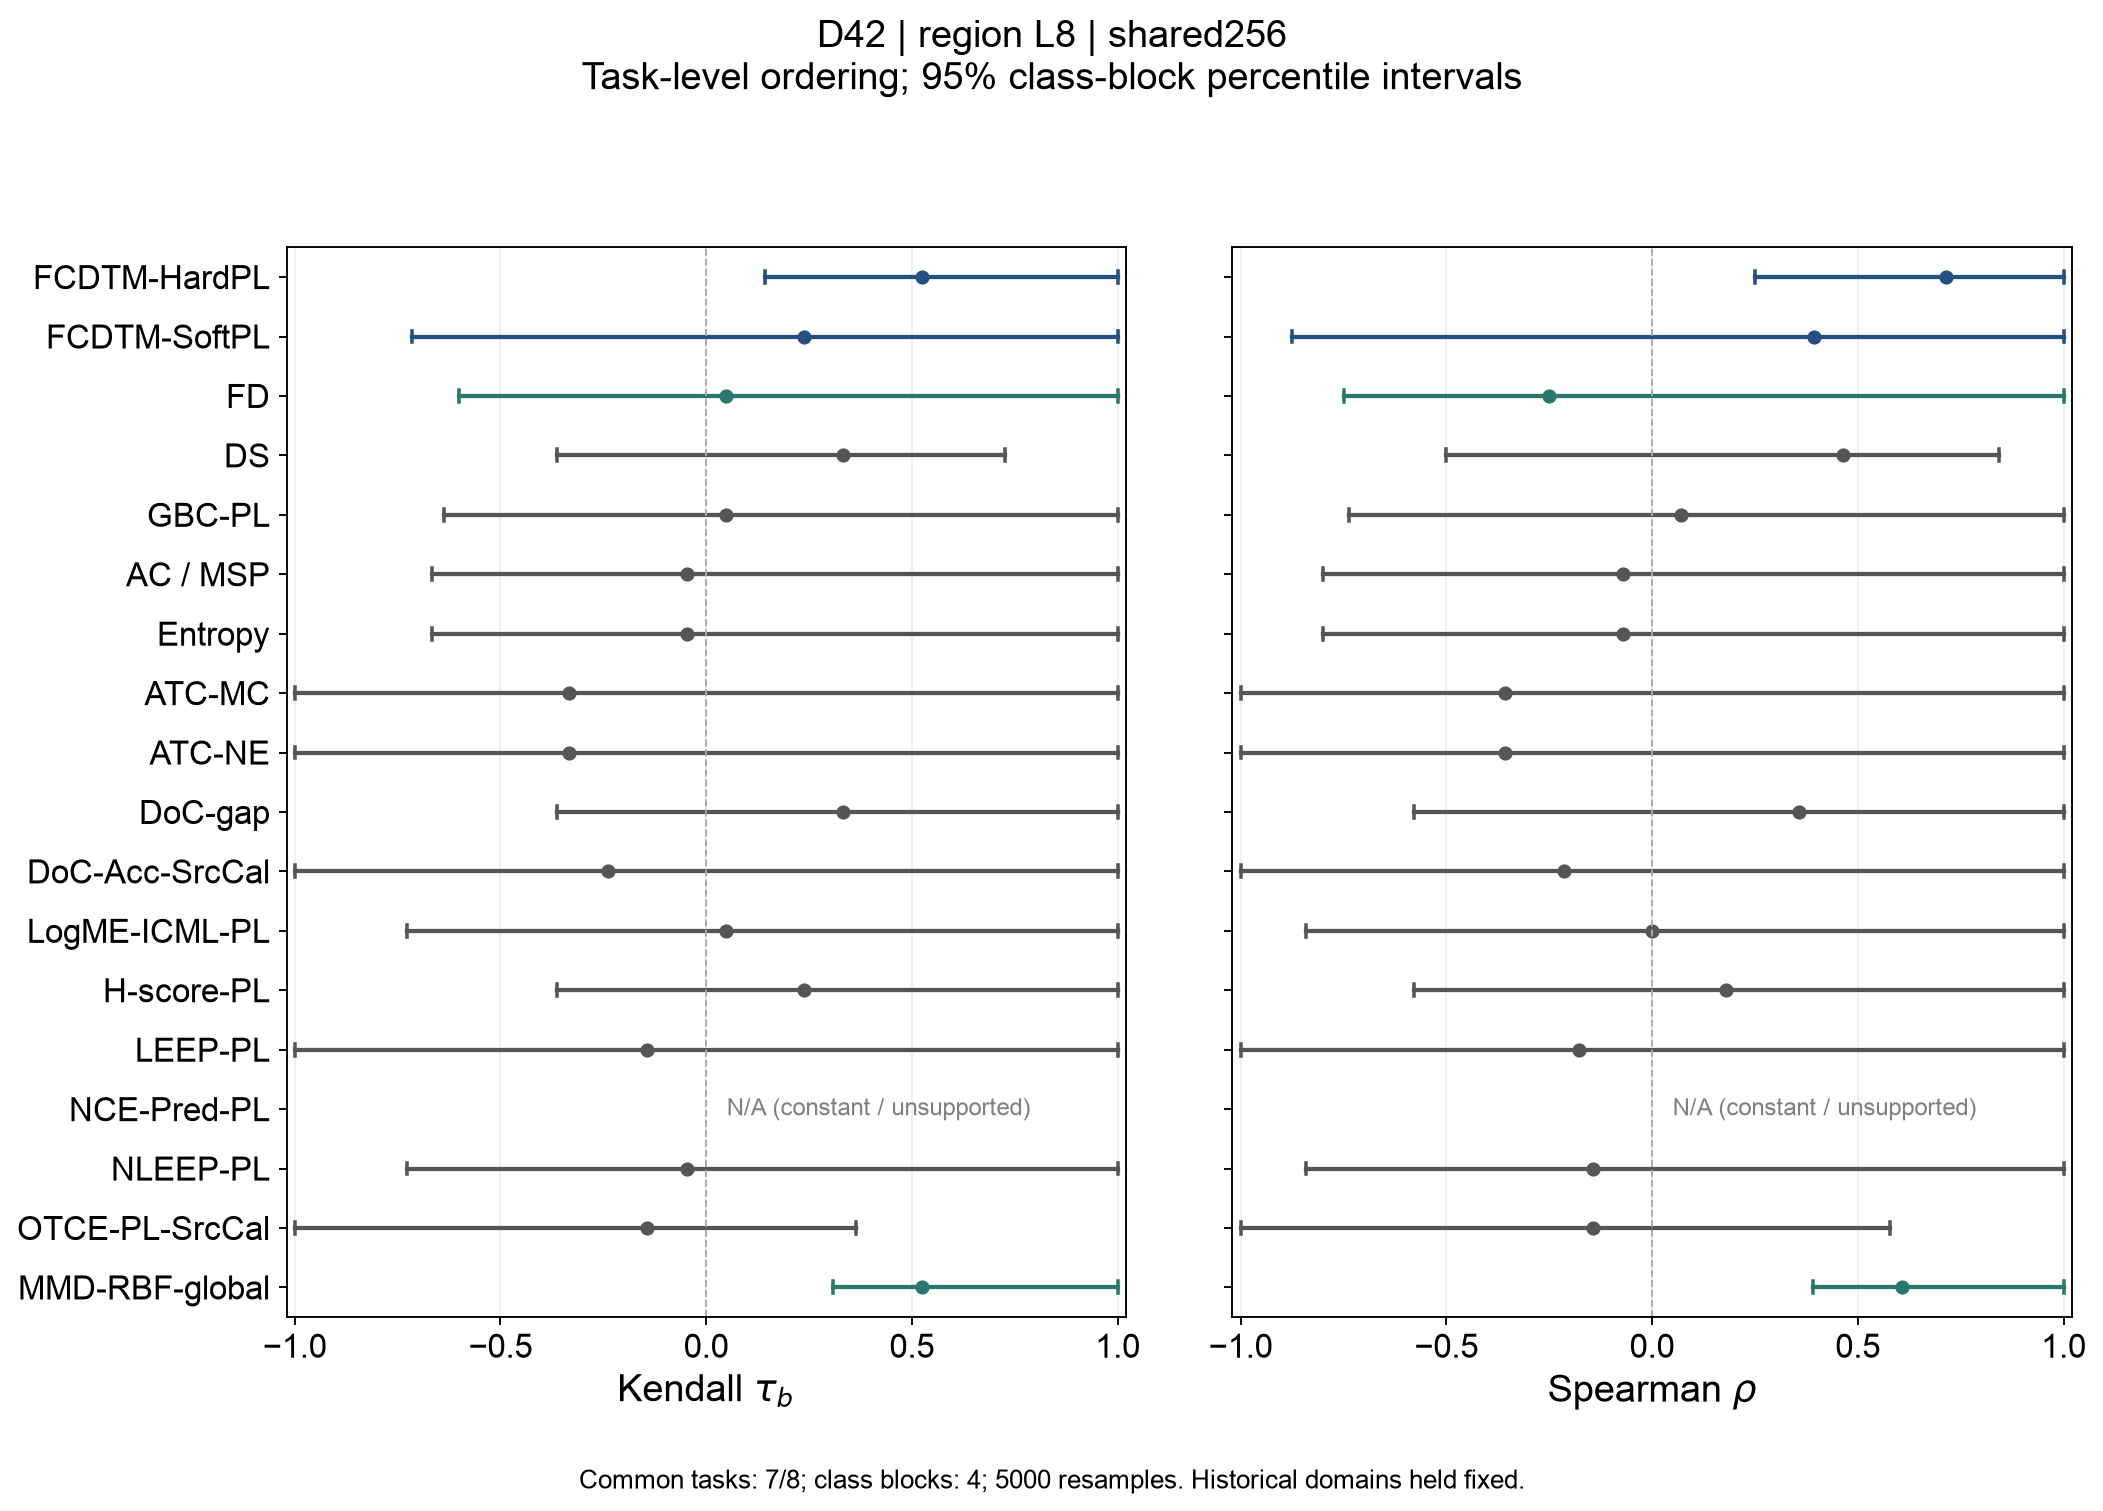 D42 | region L8 | shared256
Task-level ordering; 95% class-block percentile intervals
FCDTM-HardPL
FCDTM-SoftPL
FD
DS
GBC-PL
AC / MSP
Entropy
ATC-MC
ATC-NE
DoC-gap
DoC-Acc-SrcCal
LogME-ICML-PL
H-score-PL
LEEP-PL
NCE-Pred-PL
NLEEP-PL
OTCE-PL-SrcCal
MMD-RBF-global
N/A (constant / unsupported)
−1.0 −0.5 0.0 0.5 1.0
Kendall τb
N/A (constant / unsupported)
−1.0 −0.5 0.0 0.5 1.0
Spearman ρ
Common tasks: 7/8; class blocks: 4; 5000 resamples. Historical domains held fixed.